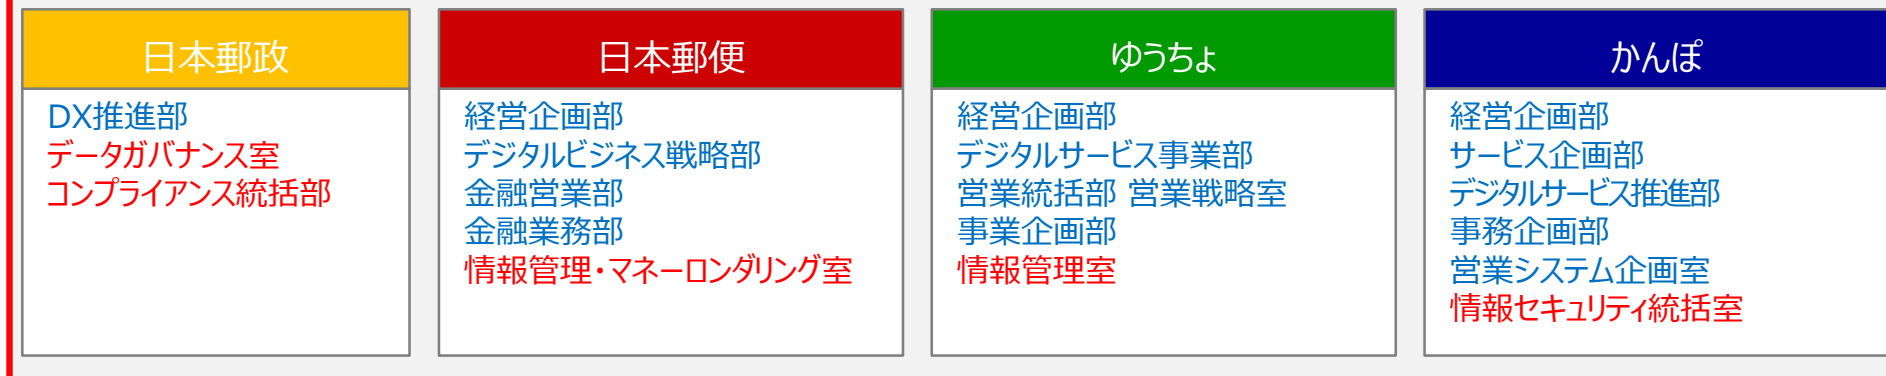 日本郵政
DX推進部
データガバナンス室
コンプライアンス統括部
日本郵便
経営企画部
デジタルビジネス戦略部
金融営業部
金融業務部
情報管理・マネーロンダリング室
ゆうちょ
経営企画部
デジタルサービス事業部
営業統括部 営業戦略室
事業企画部
情報管理室
かんぽ
経営企画部
サービス企画部
デジタルサービス推進部
事務企画部
営業システム企画室
情報セキュリティ統括室